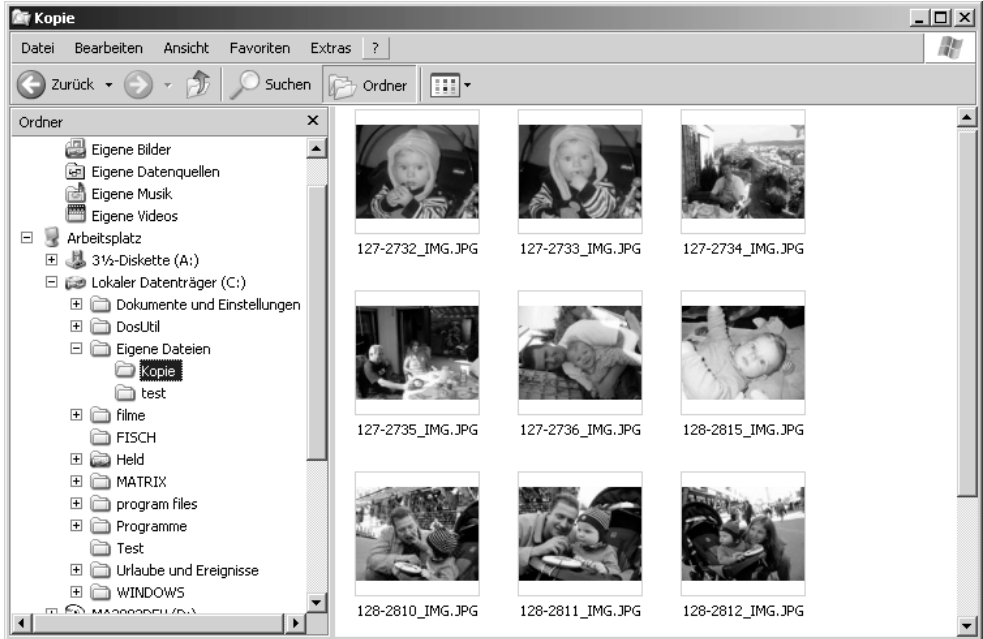 Kopie
Datei Bearbeiten Ansicht Favoriten Extras ?
Zurück Suchen Ordner
Ordner
Eigene Bilder
Eigene Datenquellen
Eigene Musik
Eigene Videos
Arbeitsplatz
3½-Diskette (A:)
Lokaler Datenträger (C:)
Dokumente und Einstellungen
DosUtil
Eigene Dateien
Kopie
test
filme
FISCH
Held
MATRIX
program files
Programme
Test
Urlaube und Ereignisse
WINDOWS
127-2732_IMG.JPG 127-2733_IMG.JPG 127-2734_IMG.JPG
127-2735_IMG.JPG 127-2736_IMG.JPG 128-2815_IMG.JPG
128-2810_IMG.JPG 128-2811_IMG.JPG 128-2812_IMG.JPG